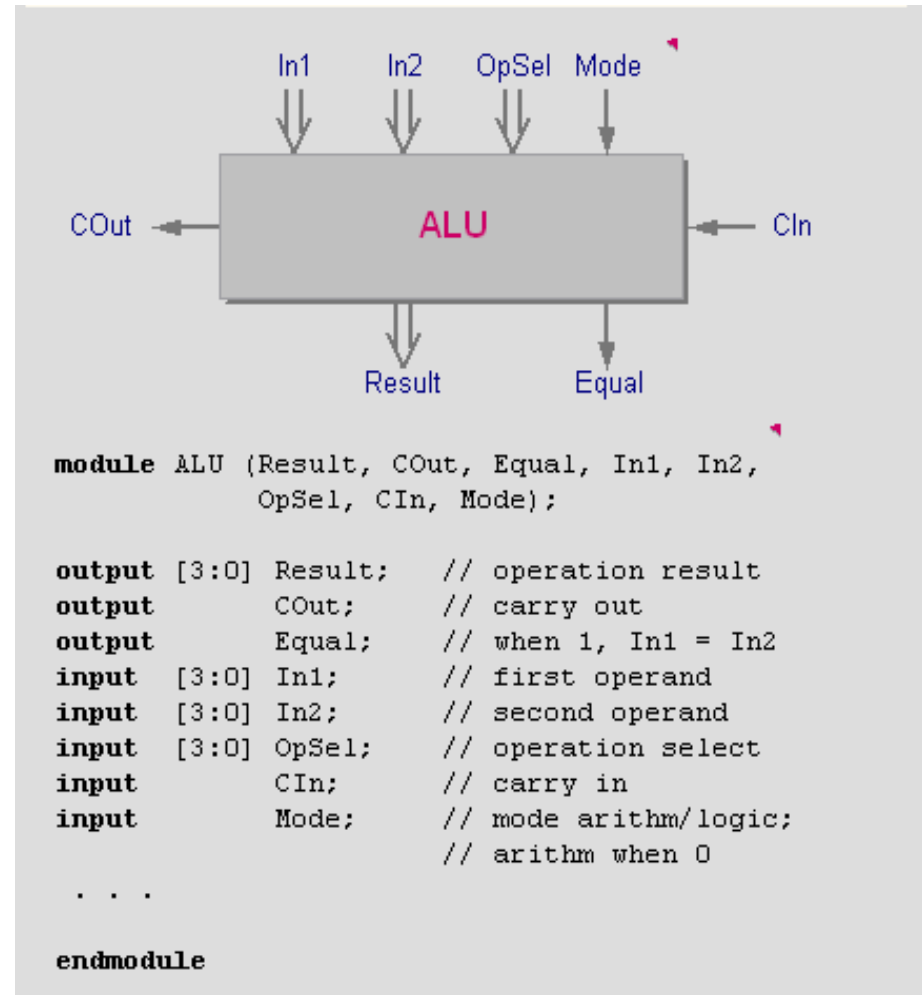 In1 In2 OpSel Mode
COut ALU CIn
Result Equal
module ALU (Result, COut, Equal, In1, In2,
OpSel, CIn, Mode);
output [3:0] Result; // operation result
output COut; // carry out
output Equal; // when 1, In1 = In2
input [3:0] In1; // first operand
input [3:0] In2; // second operand
input [3:0] OpSel; // operation select
input CIn; // carry in
input Mode; // mode arithm/logic;
// arithm when 0
. . .
endmodule